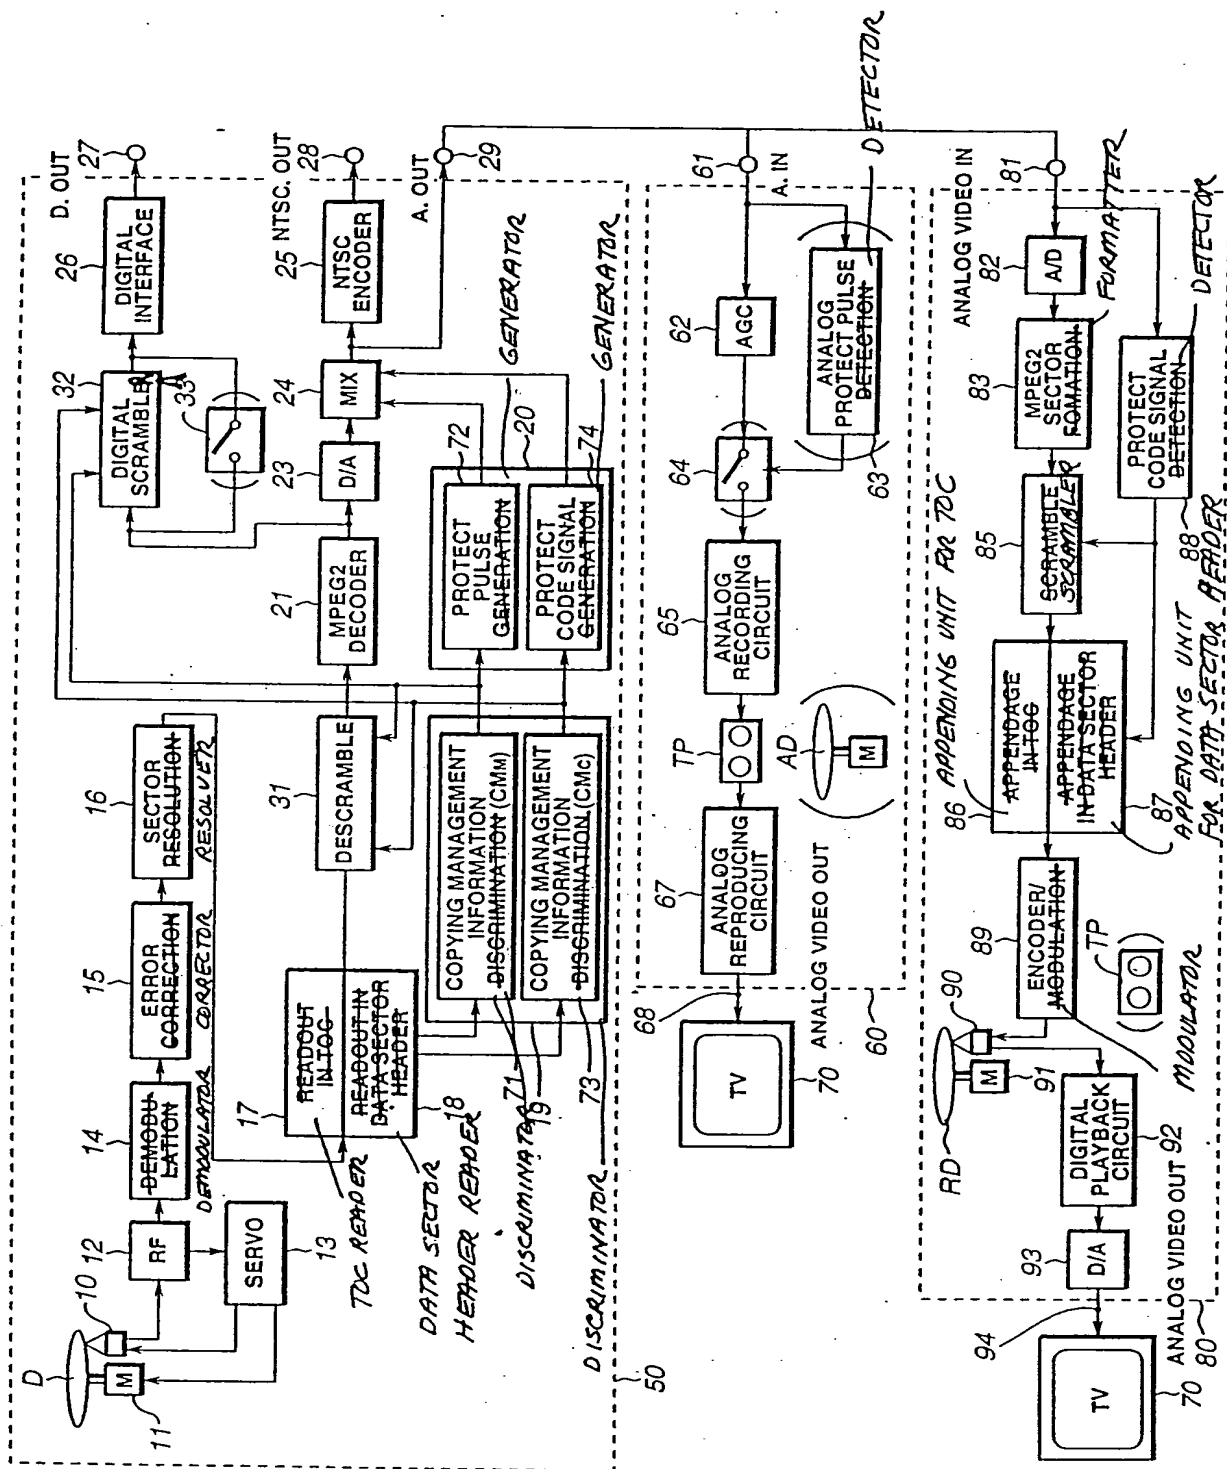 D
10
11
M
12
RF
SERVO
13
14
DEMODU-
LATION
DEMODULATOR
15
ERROR
CORRECTION
CORRECTOR
16
SECTOR
RESOLUTION
RESOLVER
17
READOUT
IN TOC
READOUT IN
DATA SECTOR
HEADER
18
TOC READER
DATA SECTOR
HEADER READER
31
DESCRAMBLE
COPYING MANAGEMENT
INFORMATION
DISCRIMINATION (CMM)
COPYING MANAGEMENT
INFORMATION
DISCRIMINATION, (CMC)
71
19
73
DISCRIMINATOR
DISCRIMINATOR
21
MPEG2
DECODER
72
PROTECT
PULSE
GENERATION
PROTECT
CODE SIGNAL
GENERATION
74
20
GENERATOR
GENERATOR
23
D/A
24
MIX
25
NTSC
ENCODER
32
DIGITAL
SCRAMBLER
33
26
DIGITAL
INTERFACE
D. OUT
27
NTSC. OUT
28
A. OUT
29
50
61
A. IN
62
AGC
ANALOG
PROTECT PULSE
DETECTION
63
DETECTOR
64
65
ANALOG
RECORDING
CIRCUIT
TP
AD
M
67
ANALOG
REPRODUCING
CIRCUIT
ANALOG VIDEO OUT
68
TV
70
60
ANALOG VIDEO IN
81
82
A/D
83
MPEG2
SECTOR
FOMATION
FORMATTER
PROTECT
CODE SIGNAL
DETECTION
88
DETECTOR
85
SCRAMBLE
SCRAMBLER
APPENDING UNIT FOR TOC
86
APPENDAGE
IN TOC
APPENDAGE
IN DATA SECTOR
HEADER
87
APPENDING UNIT
FOR DATA SECTOR HEADER
89
ENCODER/
MODULATION
MODULATOR
TP
90
RD
M
91
DIGITAL
PLAYBACK
CIRCUIT
92
93
D/A
ANALOG VIDEO OUT
94
TV
70
80